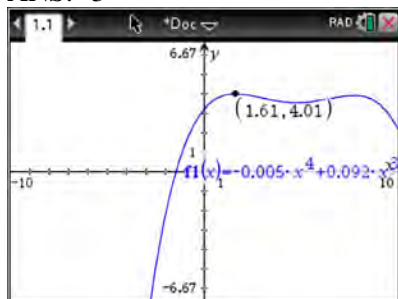 1.1 *Doc RAD
6.67 y
(1.61,4.01)
1
f1(x)=-0.005·x^4+0.092·x^3
-10 1 10 x
-6.67